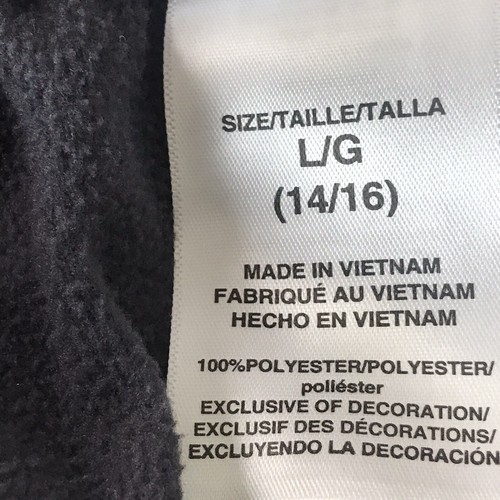 SIZE/TAILLE/TALLA
L/G
(14/16)
MADE IN VIETNAM
FABRIQUÉ AU VIETNAM
HECHO EN VIETNAM
100%POLYESTER/POLYESTER/
poliéster
EXCLUSIVE OF DECORATION/
EXCLUSIF DES DÉCORATIONS/
EXCLUYENDO LA DECORACIÓN